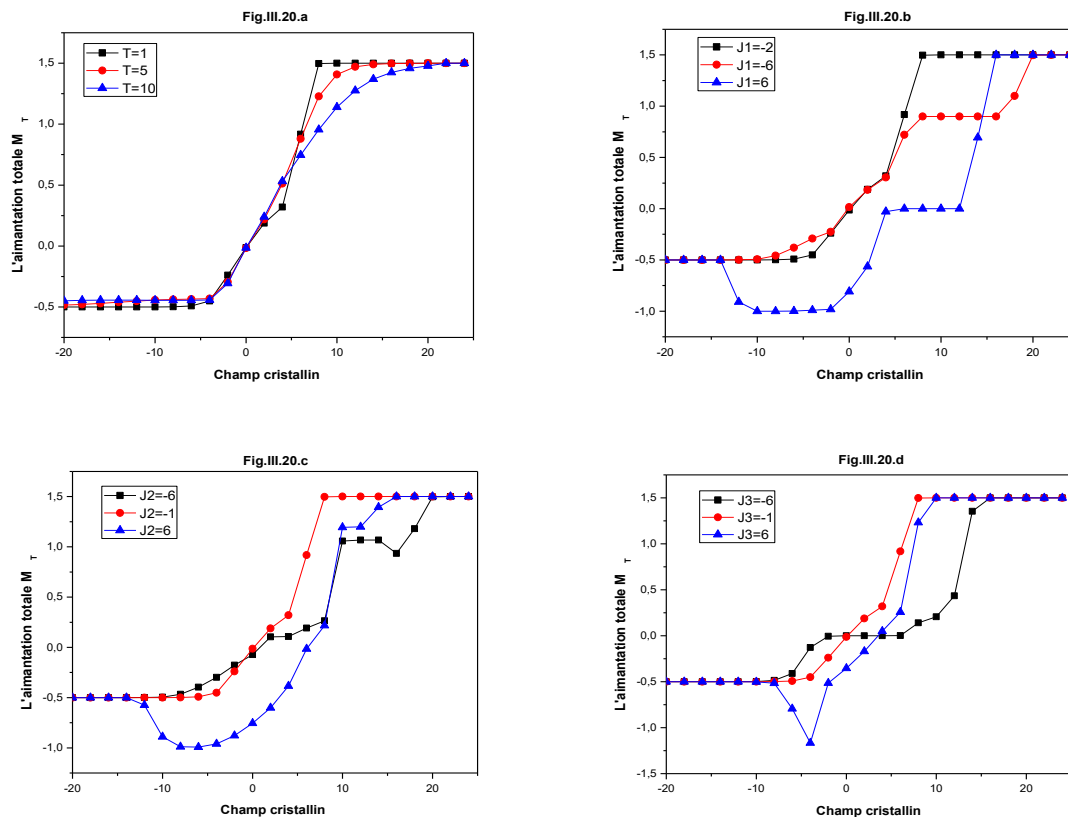 Fig.III.20.a
T=1
T=5
T=10
L'aimantation totale M T
1,5
1,0
0,5
0,0
-0,5
-20
-10
0
10
20
Champ cristallin
Fig.III.20.b
J1=-2
J1=-6
J1=6
L'aimantation totale M T
1,5
1,0
0,5
0,0
-0,5
-1,0
-20
-10
0
10
20
Champ cristallin
Fig.III.20.c
J2=-6
J2=-1
J2=6
L'aimantation totale M T
1,5
1,0
0,5
0,0
-0,5
-1,0
-20
-10
0
10
20
Champ cristallin
Fig.III.20.d
J3=-6
J3=-1
J3=6
L'aimantation totale M T
1,5
1,0
0,5
0,0
-0,5
-1,0
-1,5
-20
-10
0
10
20
Champ cristallin